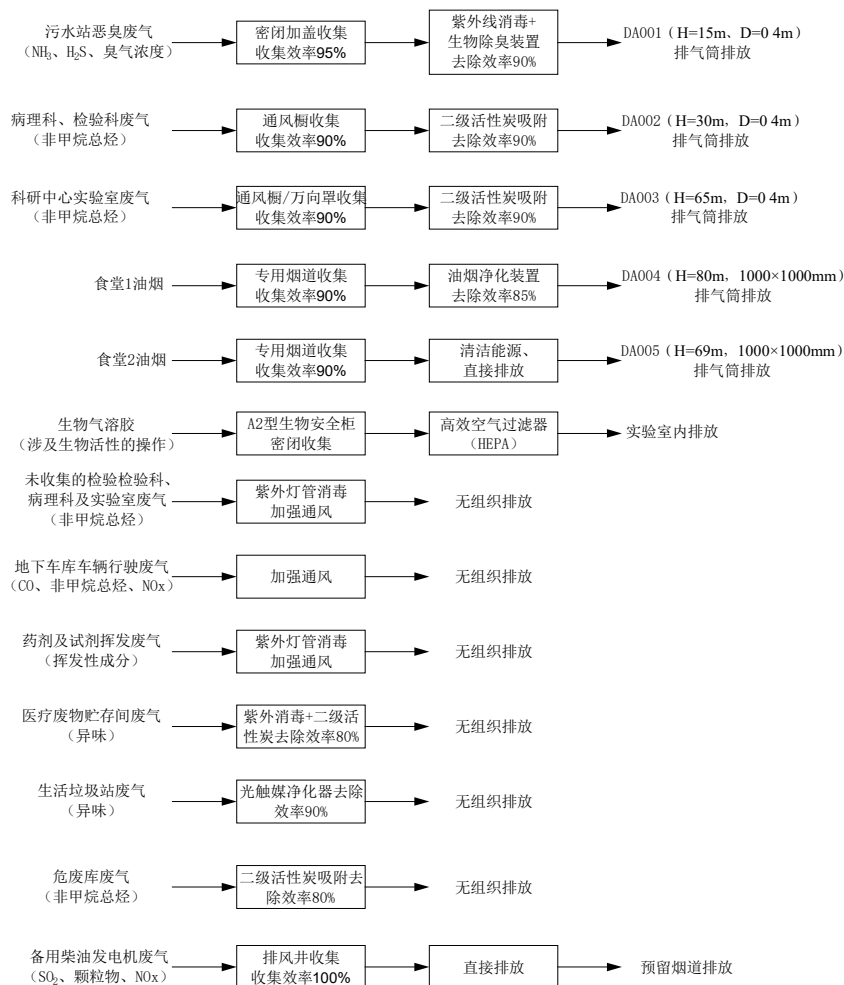 污水站恶臭废气
（NH₃、H₂S、臭气浓度）
密闭加盖收集
收集效率95%
紫外线消毒+
生物除臭装置
去除效率90%
DA001（H=15m、D=0 4m）
排气筒排放
病理科、检验科废气
（非甲烷总烃）
通风橱收集
收集效率90%
二级活性炭吸附
去除效率90%
DA002（H=30m，D=0 4m）
排气筒排放
科研中心实验室废气
（非甲烷总烃）
通风橱/万向罩收集
收集效率90%
二级活性炭吸附
去除效率90%
DA003（H=65m，D=0 4m）
排气筒排放
食堂1油烟
专用烟道收集
收集效率90%
油烟净化装置
去除效率85%
DA004（H=80m，1000×1000mm）
排气筒排放
食堂2油烟
专用烟道收集
收集效率90%
清洁能源、
直接排放
DA005（H=69m，1000×1000mm）
排气筒排放
生物气溶胶
（涉及生物活性的操作）
A2型生物安全柜
密闭收集
高效空气过滤器
（HEPA）
实验室内排放
未收集的检验检验科、
病理科及实验室废气
（非甲烷总烃）
紫外灯管消毒
加强通风
无组织排放
地下车库车辆行驶废气
（CO、非甲烷总烃、NOx）
加强通风
无组织排放
药剂及试剂挥发废气
（挥发性成分）
紫外灯管消毒
加强通风
无组织排放
医疗废物贮存间废气
（异味）
紫外消毒+二级活
性炭去除效率80%
无组织排放
生活垃圾站废气
（异味）
光触媒净化器去除
效率90%
无组织排放
危废库废气
（非甲烷总烃）
二级活性炭吸附去
除效率80%
无组织排放
备用柴油发电机废气
（SO₂、颗粒物、NOx）
排风井收集
收集效率100%
直接排放
预留烟道排放